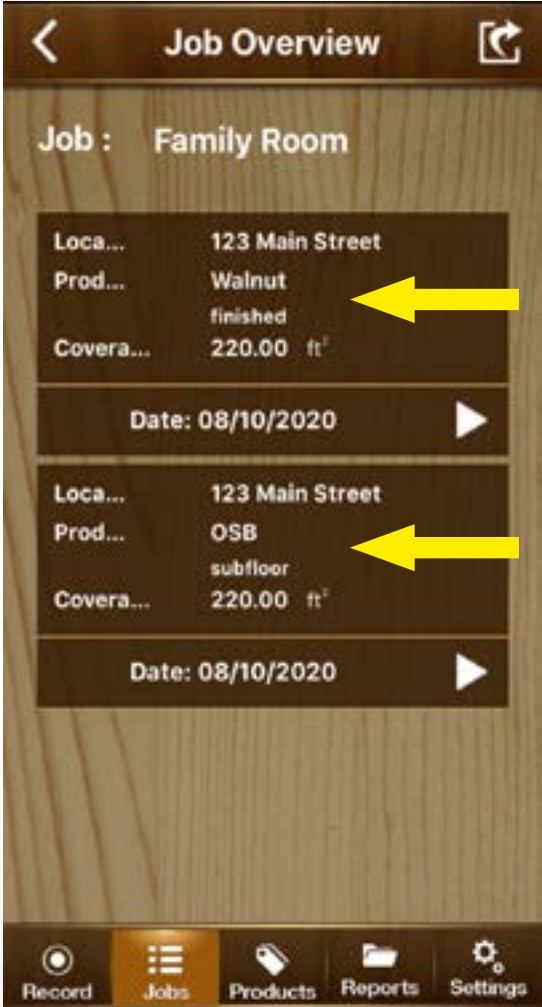 Job Overview
Job : Family Room
Loca... 123 Main Street
Prod... Walnut
finished
Covera... 220.00 ft²
Date: 08/10/2020
Loca... 123 Main Street
Prod... OSB
subfloor
Covera... 220.00 ft²
Date: 08/10/2020
Record Jobs Products Reports Settings